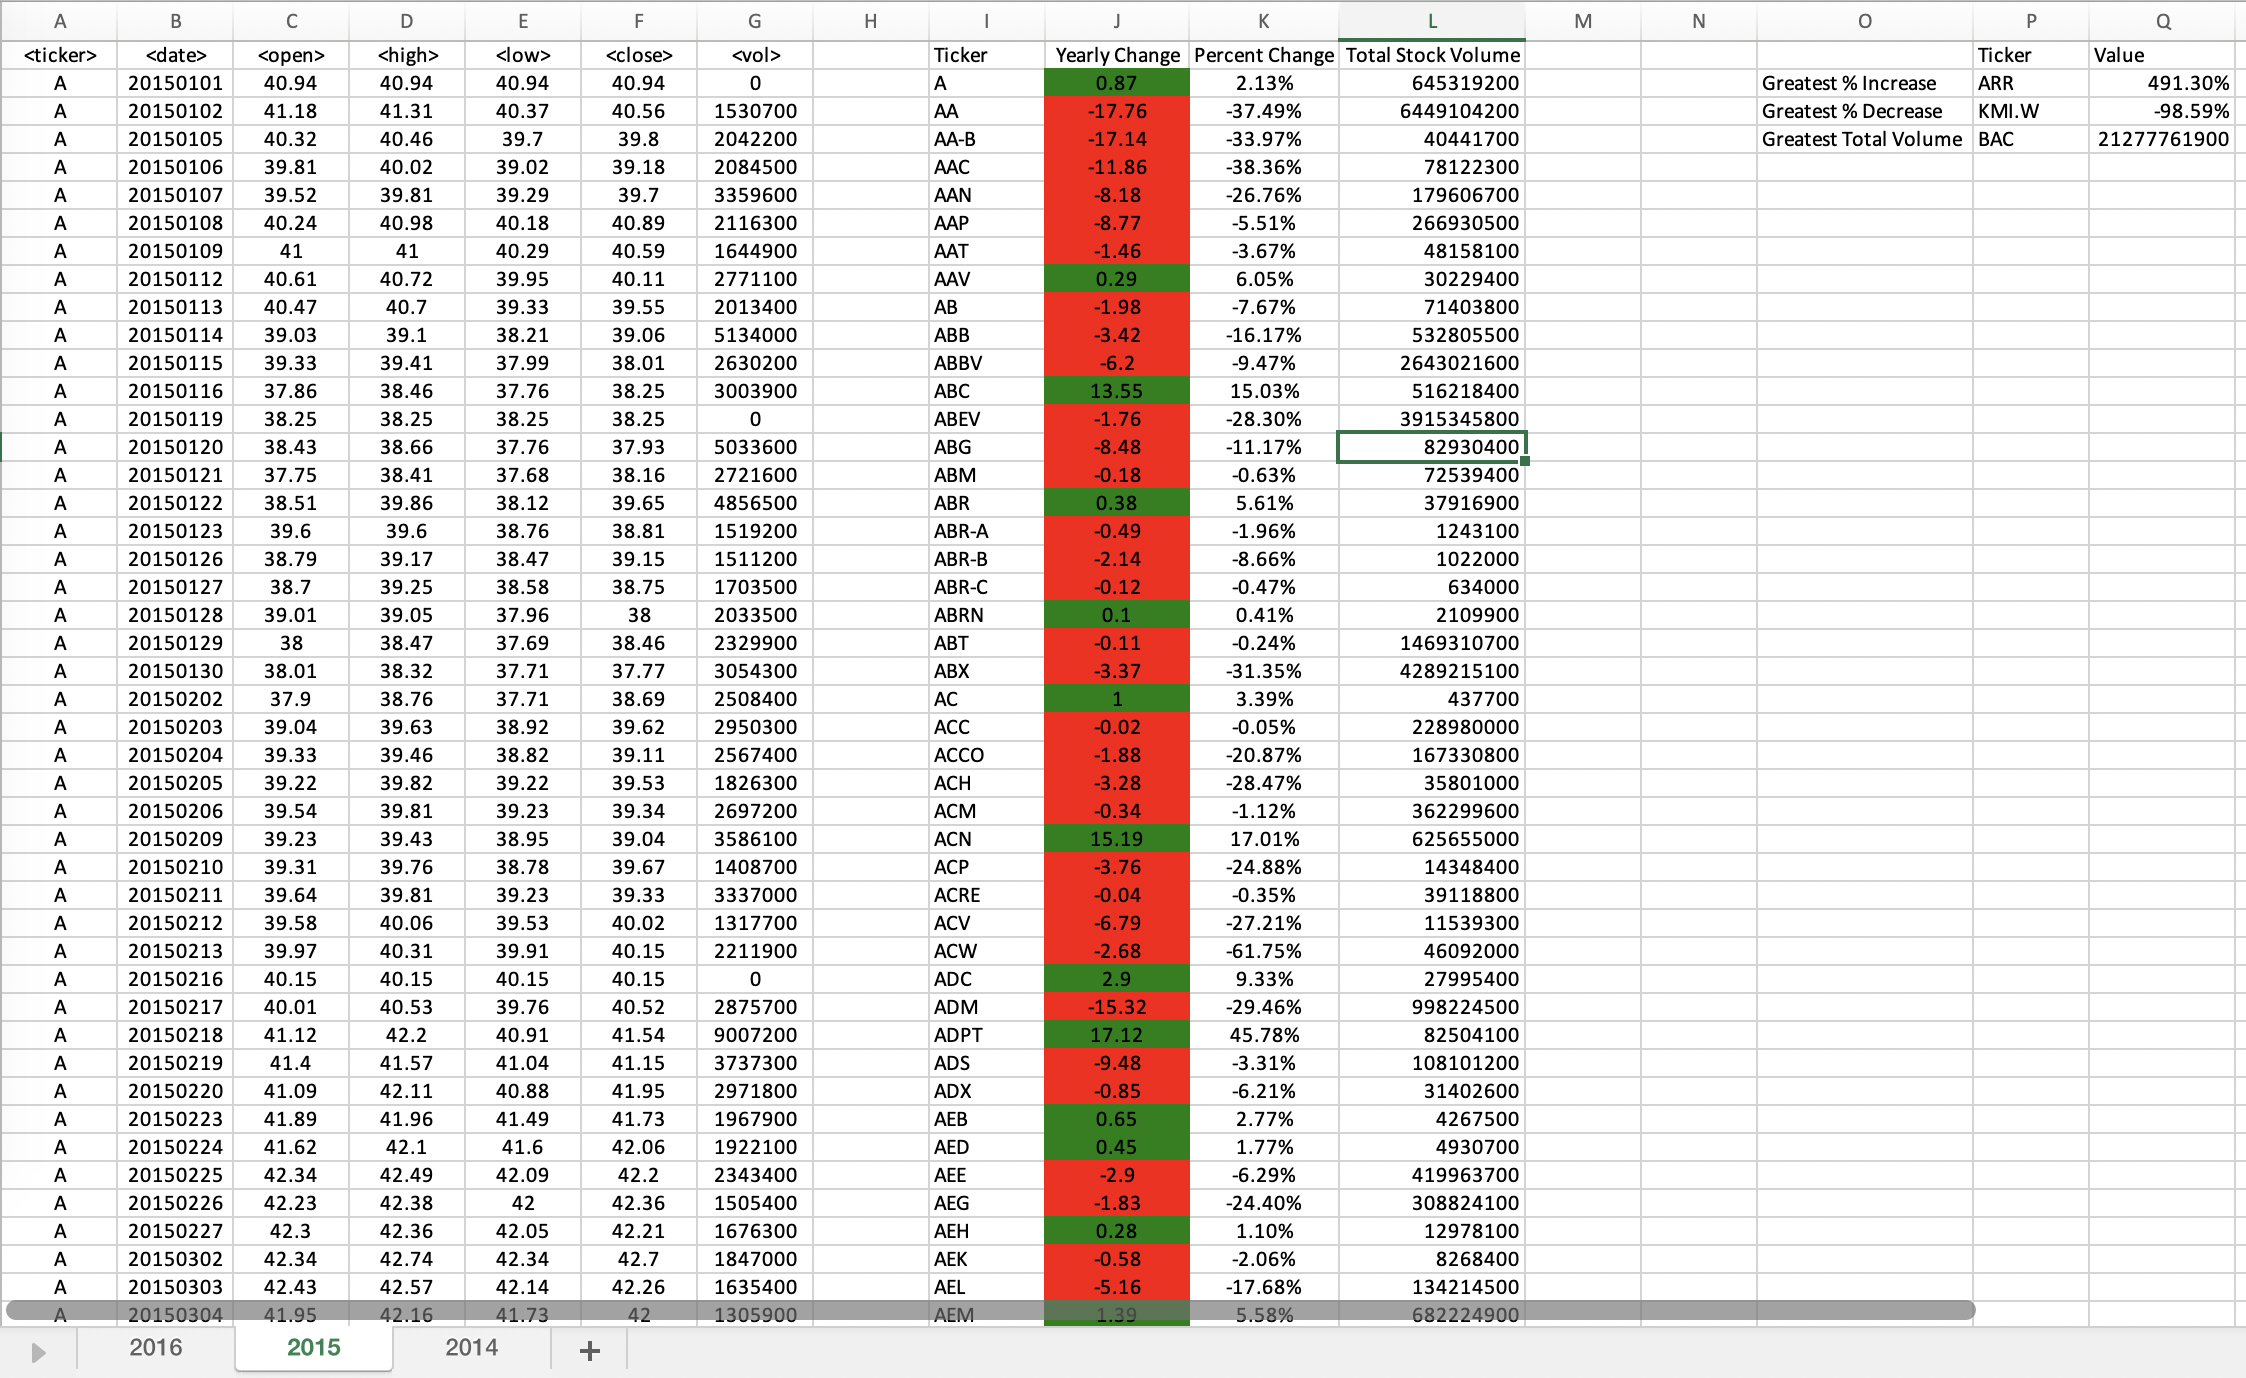 A B C D E F G H I J K L M N O P Q
<ticker> <date> <open> <high> <low> <close> <vol> Ticker Yearly Change Percent Change Total Stock Volume Ticker Value
A 20150101 40.94 40.94 40.94 40.94 0 A 0.87 2.13% 645319200 Greatest % Increase ARR 491.30%
A 20150102 41.18 41.31 40.37 40.56 1530700 AA -17.76 -37.49% 6449104200 Greatest % Decrease KMI.W -98.59%
A 20150105 40.32 40.46 39.7 39.8 2042200 AA-B -17.14 -33.97% 40441700 Greatest Total Volume BAC 21277761900
A 20150106 39.81 40.02 39.02 39.18 2084500 AAC -11.86 -38.36% 78122300
A 20150107 39.52 39.81 39.29 39.7 3359600 AAN -8.18 -26.76% 179606700
A 20150108 40.24 40.98 40.18 40.89 2116300 AAP -8.77 -5.51% 266930500
A 20150109 41 41 40.29 40.59 1644900 AAT -1.46 -3.67% 48158100
A 20150112 40.61 40.72 39.95 40.11 2771100 AAV 0.29 6.05% 30229400
A 20150113 40.47 40.7 39.33 39.55 2013400 AB -1.98 -7.67% 71403800
A 20150114 39.03 39.1 38.21 39.06 5134000 ABB -3.42 -16.17% 532805500
A 20150115 39.33 39.41 37.99 38.01 2630200 ABBV -6.2 -9.47% 2643021600
A 20150116 37.86 38.46 37.76 38.25 3003900 ABC 13.55 15.03% 516218400
A 20150119 38.25 38.25 38.25 38.25 0 ABEV -1.76 -28.30% 3915345800
A 20150120 38.43 38.66 37.76 37.93 5033600 ABG -8.48 -11.17% 82930400
A 20150121 37.75 38.41 37.68 38.16 2721600 ABM -0.18 -0.63% 72539400
A 20150122 38.51 39.86 38.12 39.65 4856500 ABR 0.38 5.61% 37916900
A 20150123 39.6 39.6 38.76 38.81 1519200 ABR-A -0.49 -1.96% 1243100
A 20150126 38.79 39.17 38.47 39.15 1511200 ABR-B -2.14 -8.66% 1022000
A 20150127 38.7 39.25 38.58 38.75 1703500 ABR-C -0.12 -0.47% 634000
A 20150128 39.01 39.05 37.96 38 2033500 ABRN 0.1 0.41% 2109900
A 20150129 38 38.47 37.69 38.46 2329900 ABT -0.11 -0.24% 1469310700
A 20150130 38.01 38.32 37.71 37.77 3054300 ABX -3.37 -31.35% 4289215100
A 20150202 37.9 38.76 37.71 38.69 2508400 AC 1 3.39% 437700
A 20150203 39.04 39.63 38.92 39.62 2950300 ACC -0.02 -0.05% 228980000
A 20150204 39.33 39.46 38.82 39.11 2567400 ACCO -1.88 -20.87% 167330800
A 20150205 39.22 39.82 39.22 39.53 1826300 ACH -3.28 -28.47% 35801000
A 20150206 39.54 39.81 39.23 39.34 2697200 ACM -0.34 -1.12% 362299600
A 20150209 39.23 39.43 38.95 39.04 3586100 ACN 15.19 17.01% 625655000
A 20150210 39.31 39.76 38.78 39.67 1408700 ACP -3.76 -24.88% 14348400
A 20150211 39.64 39.81 39.23 39.33 3337000 ACRE -0.04 -0.35% 39118800
A 20150212 39.58 40.06 39.53 40.02 1317700 ACV -6.79 -27.21% 11539300
A 20150213 39.97 40.31 39.91 40.15 2211900 ACW -2.68 -61.75% 46092000
A 20150216 40.15 40.15 40.15 40.15 0 ADC 2.9 9.33% 27995400
A 20150217 40.01 40.53 39.76 40.52 2875700 ADM -15.32 -29.46% 998224500
A 20150218 41.12 42.2 40.91 41.54 9007200 ADPT 17.12 45.78% 82504100
A 20150219 41.4 41.57 41.04 41.15 3737300 ADS -9.48 -3.31% 108101200
A 20150220 41.09 42.11 40.88 41.95 2971800 ADX -0.85 -6.21% 31402600
A 20150223 41.89 41.96 41.49 41.73 1967900 AEB 0.65 2.77% 4267500
A 20150224 41.62 42.1 41.6 42.06 1922100 AED 0.45 1.77% 4930700
A 20150225 42.34 42.49 42.09 42.2 2343400 AEE -2.9 -6.29% 419963700
A 20150226 42.23 42.38 42 42.36 1505400 AEG -1.83 -24.40% 308824100
A 20150227 42.3 42.36 42.05 42.21 1676300 AEH 0.28 1.10% 12978100
A 20150302 42.34 42.74 42.34 42.7 1847000 AEK -0.58 -2.06% 8268400
A 20150303 42.43 42.57 42.14 42.26 1635400 AEL -5.16 -17.68% 134214500
A 20150304 41.95 42.16 41.73 42 1305900 AEM 1.39 5.58% 682224900
2016 2015 2014 +